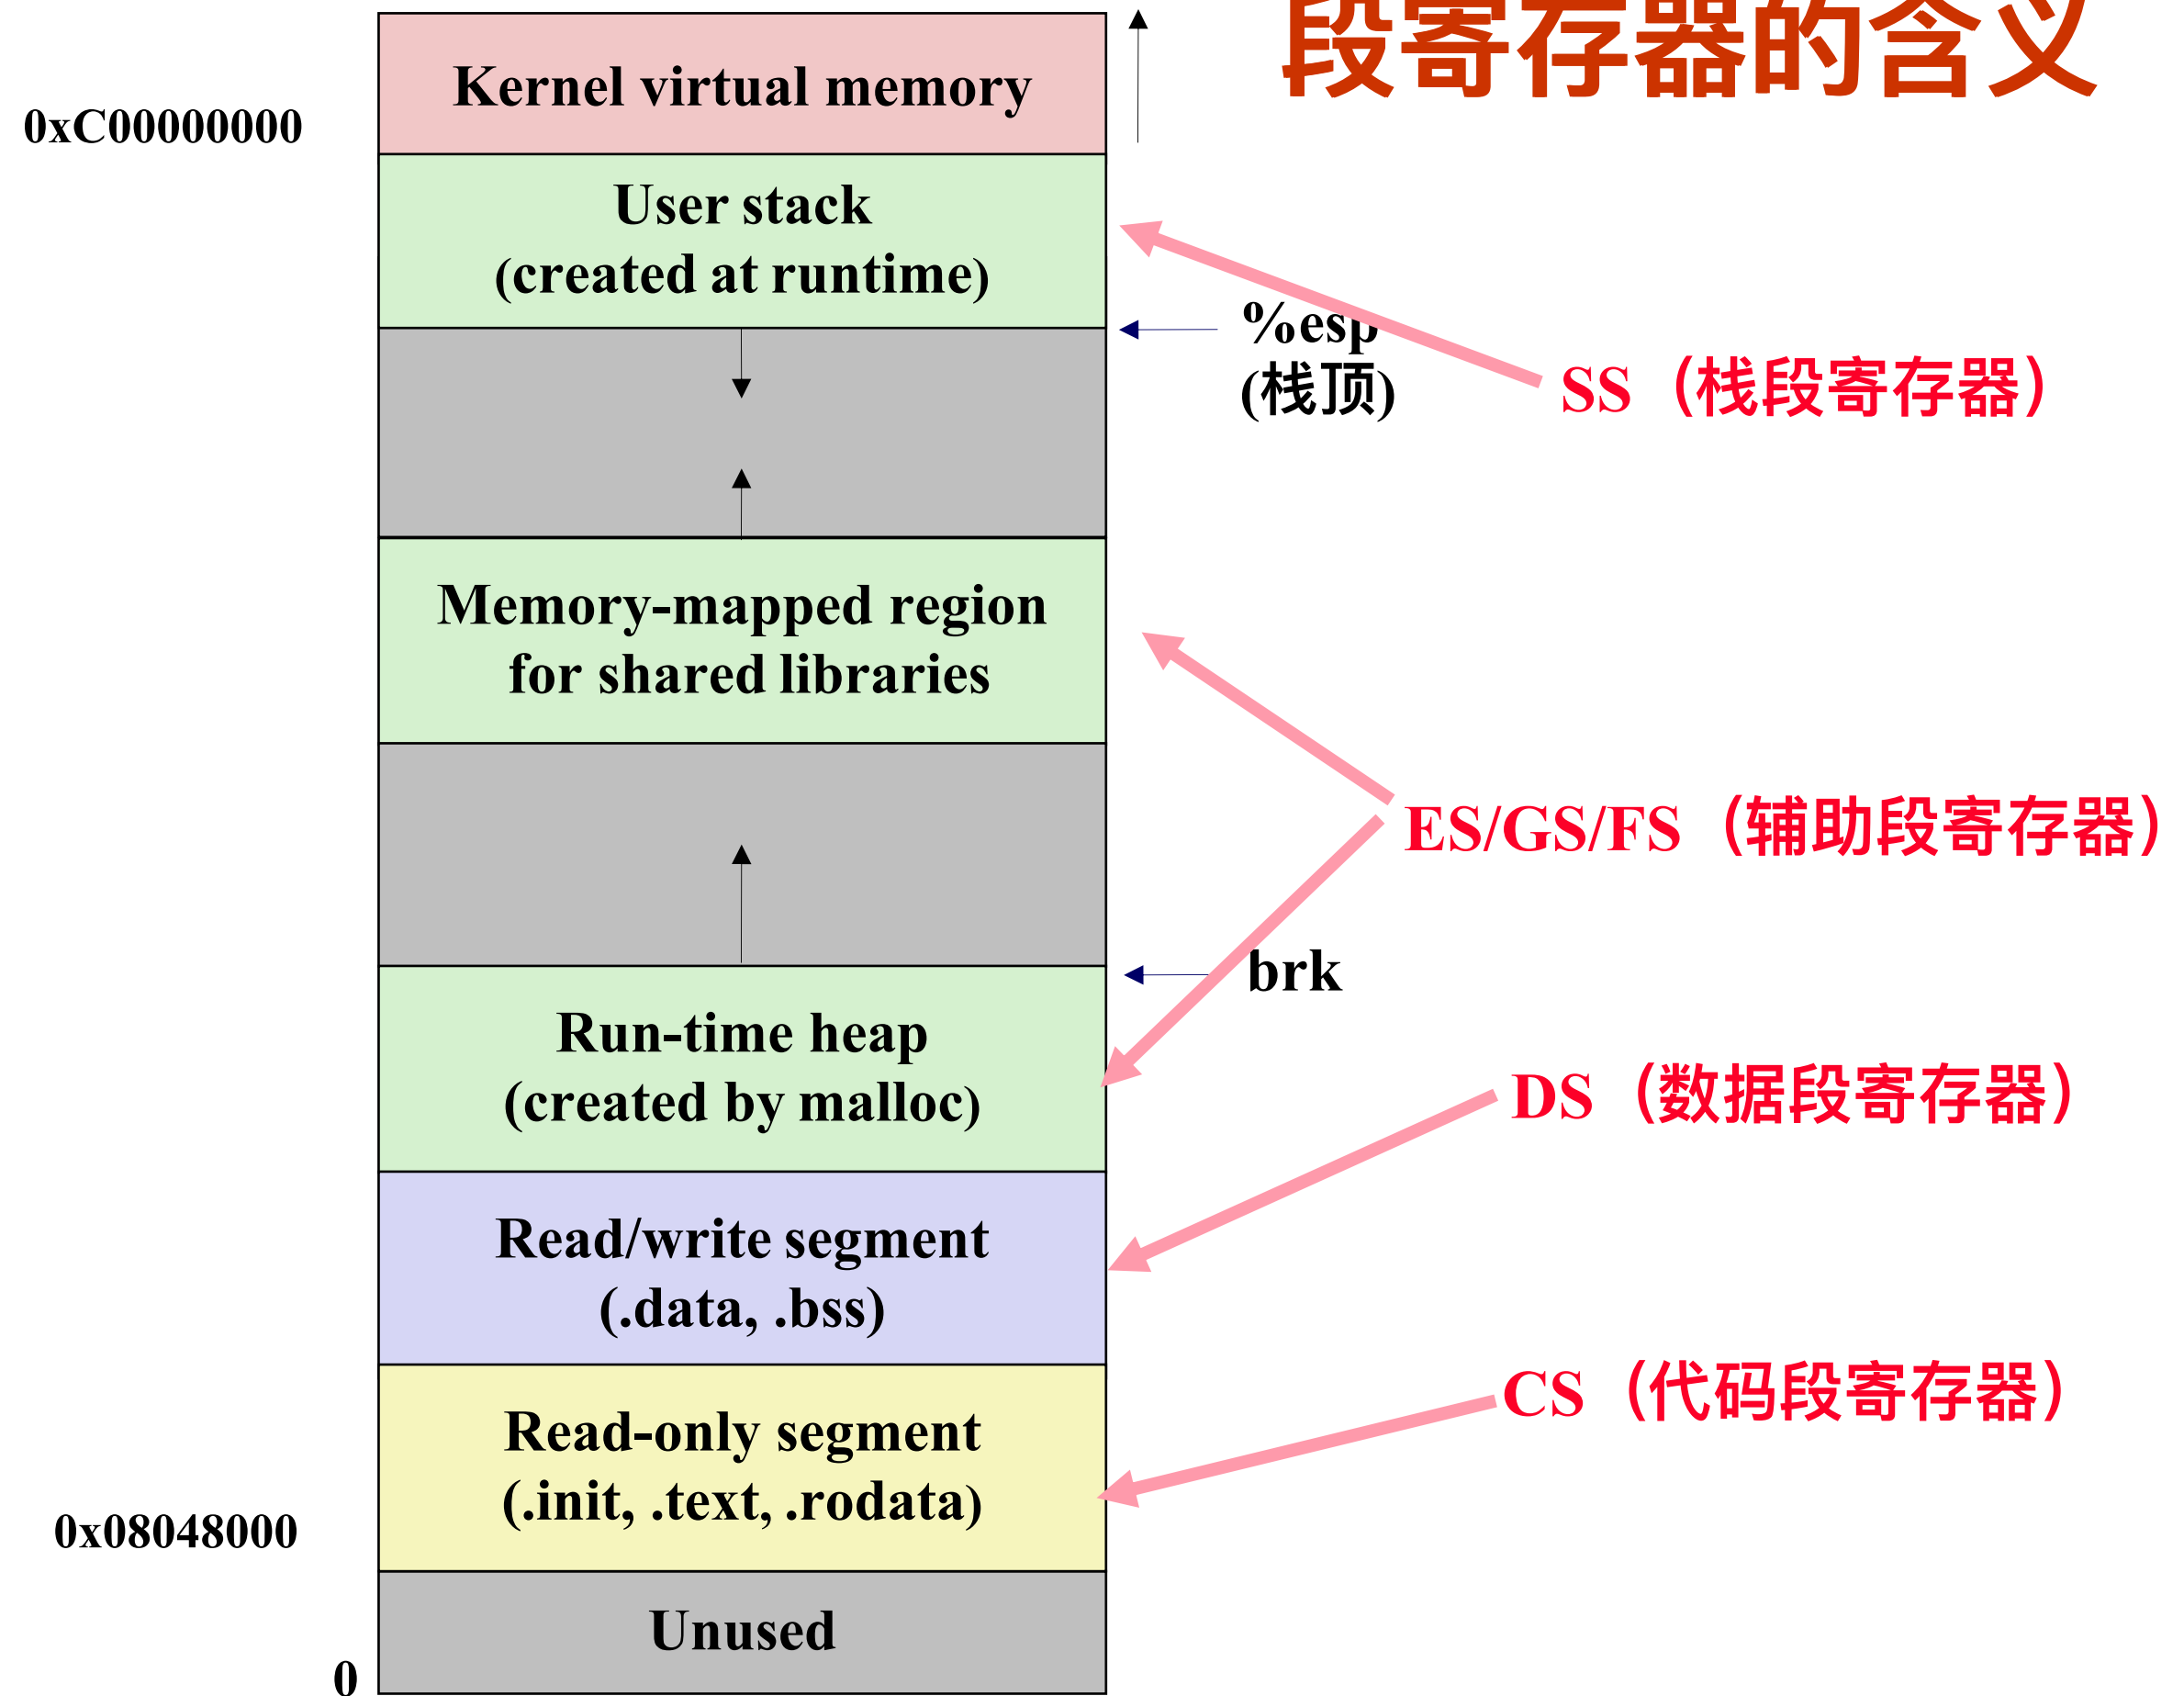 段寄存器的含义
Kernel virtual memory
0xC00000000
User stack
(created at runtime)
%esp
(栈顶)
SS（栈段寄存器）
Memory-mapped region
for shared libraries
ES/GS/FS（辅助段寄存器）
brk
Run-time heap
(created by malloc)
DS（数据段寄存器）
Read/write segment
(.data, .bss)
CS（代码段寄存器）
Read-only segment
(.init, .text, .rodata)
0x08048000
Unused
0